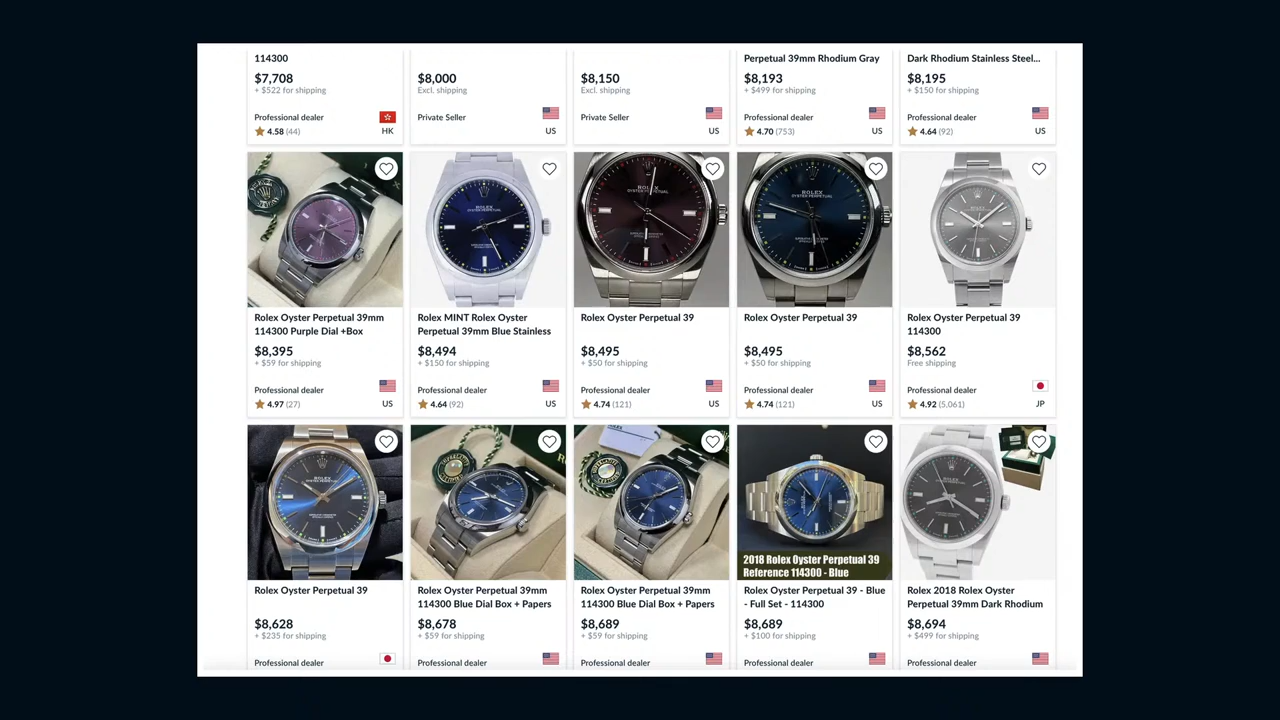 114300
$7,708
+ $522 for shipping
Professional dealer
4.58 (44)
HK
$8,000
Excl. shipping
Private Seller
US
$8,150
Excl. shipping
Private Seller
US
Perpetual 39mm Rhodium Gray
$8,193
+ $499 for shipping
Professional dealer
4.70 (753)
US
Dark Rhodium Stainless Steel...
$8,195
+ $150 for shipping
Professional dealer
4.64 (92)
US
Rolex Oyster Perpetual 39mm
114300 Purple Dial +Box
$8,395
+ $59 for shipping
Professional dealer
4.97 (27)
US
ROLEX
Rolex MINT Rolex Oyster
Perpetual 39mm Blue Stainless
$8,494
+ $150 for shipping
Professional dealer
4.64 (92)
US
ROLEX
OYSTER PERPETUAL
Rolex Oyster Perpetual 39
$8,495
+ $50 for shipping
Professional dealer
4.74 (121)
US
ROLEX
OYSTER PERPETUAL
Rolex Oyster Perpetual 39
$8,495
+ $50 for shipping
Professional dealer
4.74 (121)
US
ROLEX
Rolex Oyster Perpetual 39
114300
$8,562
Free shipping
Professional dealer
4.92 (5,061)
JP
ROLEX
Rolex Oyster Perpetual 39
$8,628
+ $235 for shipping
Professional dealer
Rolex Oyster Perpetual 39mm
114300 Blue Dial Box + Papers
$8,678
+ $59 for shipping
Professional dealer
Rolex Oyster Perpetual 39mm
114300 Blue Dial Box + Papers
$8,689
+ $59 for shipping
Professional dealer
2018 Rolex Oyster Perpetual 39
Reference 114300 - Blue
Rolex Oyster Perpetual 39 - Blue
- Full Set - 114300
$8,689
+ $100 for shipping
Professional dealer
ROLEX
Rolex 2018 Rolex Oyster
Perpetual 39mm Dark Rhodium
$8,694
+ $499 for shipping
Professional dealer